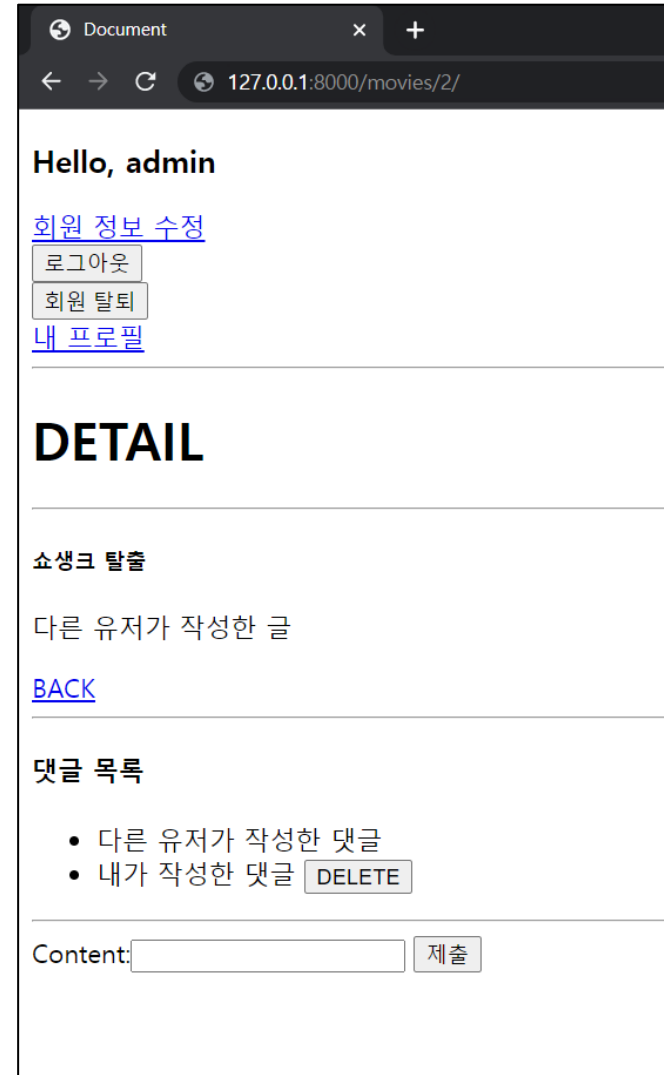 Document
127.0.0.1:8000/movies/2/
Hello, admin
회원 정보 수정
로그아웃
회원 탈퇴
내 프로필
DETAIL
쇼생크 탈출
다른 유저가 작성한 글
BACK
댓글 목록
다른 유저가 작성한 댓글
내가 작성한 댓글 DELETE
Content: 제출